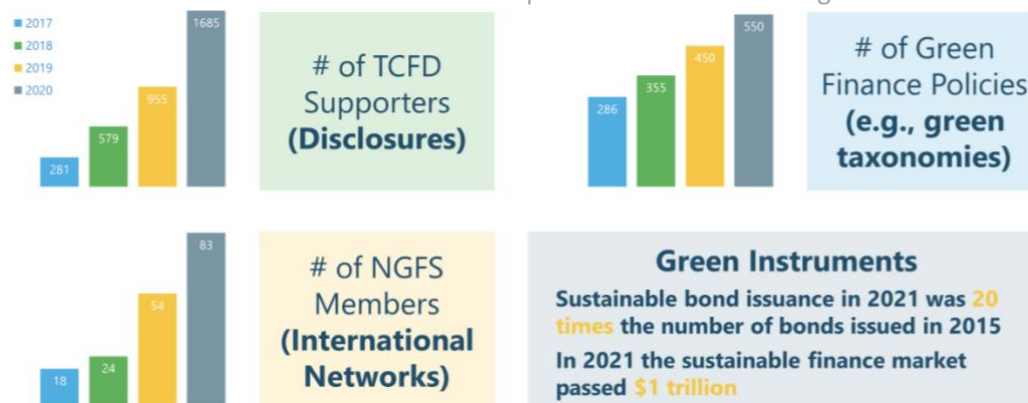 2017
2018
2019
2020
281
579
955
1685
# of TCFD
Supporters
(Disclosures)
286
355
450
550
# of Green
Finance Policies
(e.g., green
taxonomies)
18
24
54
83
# of NGFS
Members
(International
Networks)
Green Instruments
Sustainable bond issuance in 2021 was 20
times the number of bonds issued in 2015
In 2021 the sustainable finance market
passed $1 trillion